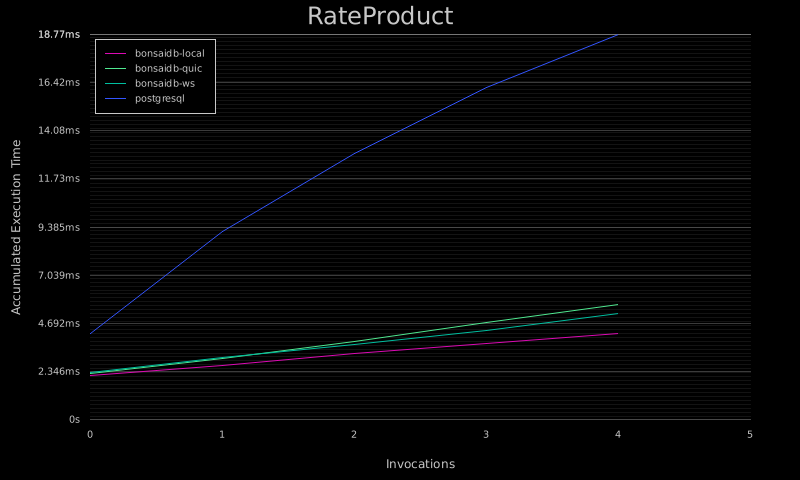 RateProduct
18.77ms
bonsaidb-local
bonsaidb-quic
bonsaidb-ws
postgresql
16.42ms
14.08ms
11.73ms
9.385ms
7.039ms
4.692ms
2.346ms
0s
Accumulated Execution Time
0 1 2 3 4 5
Invocations